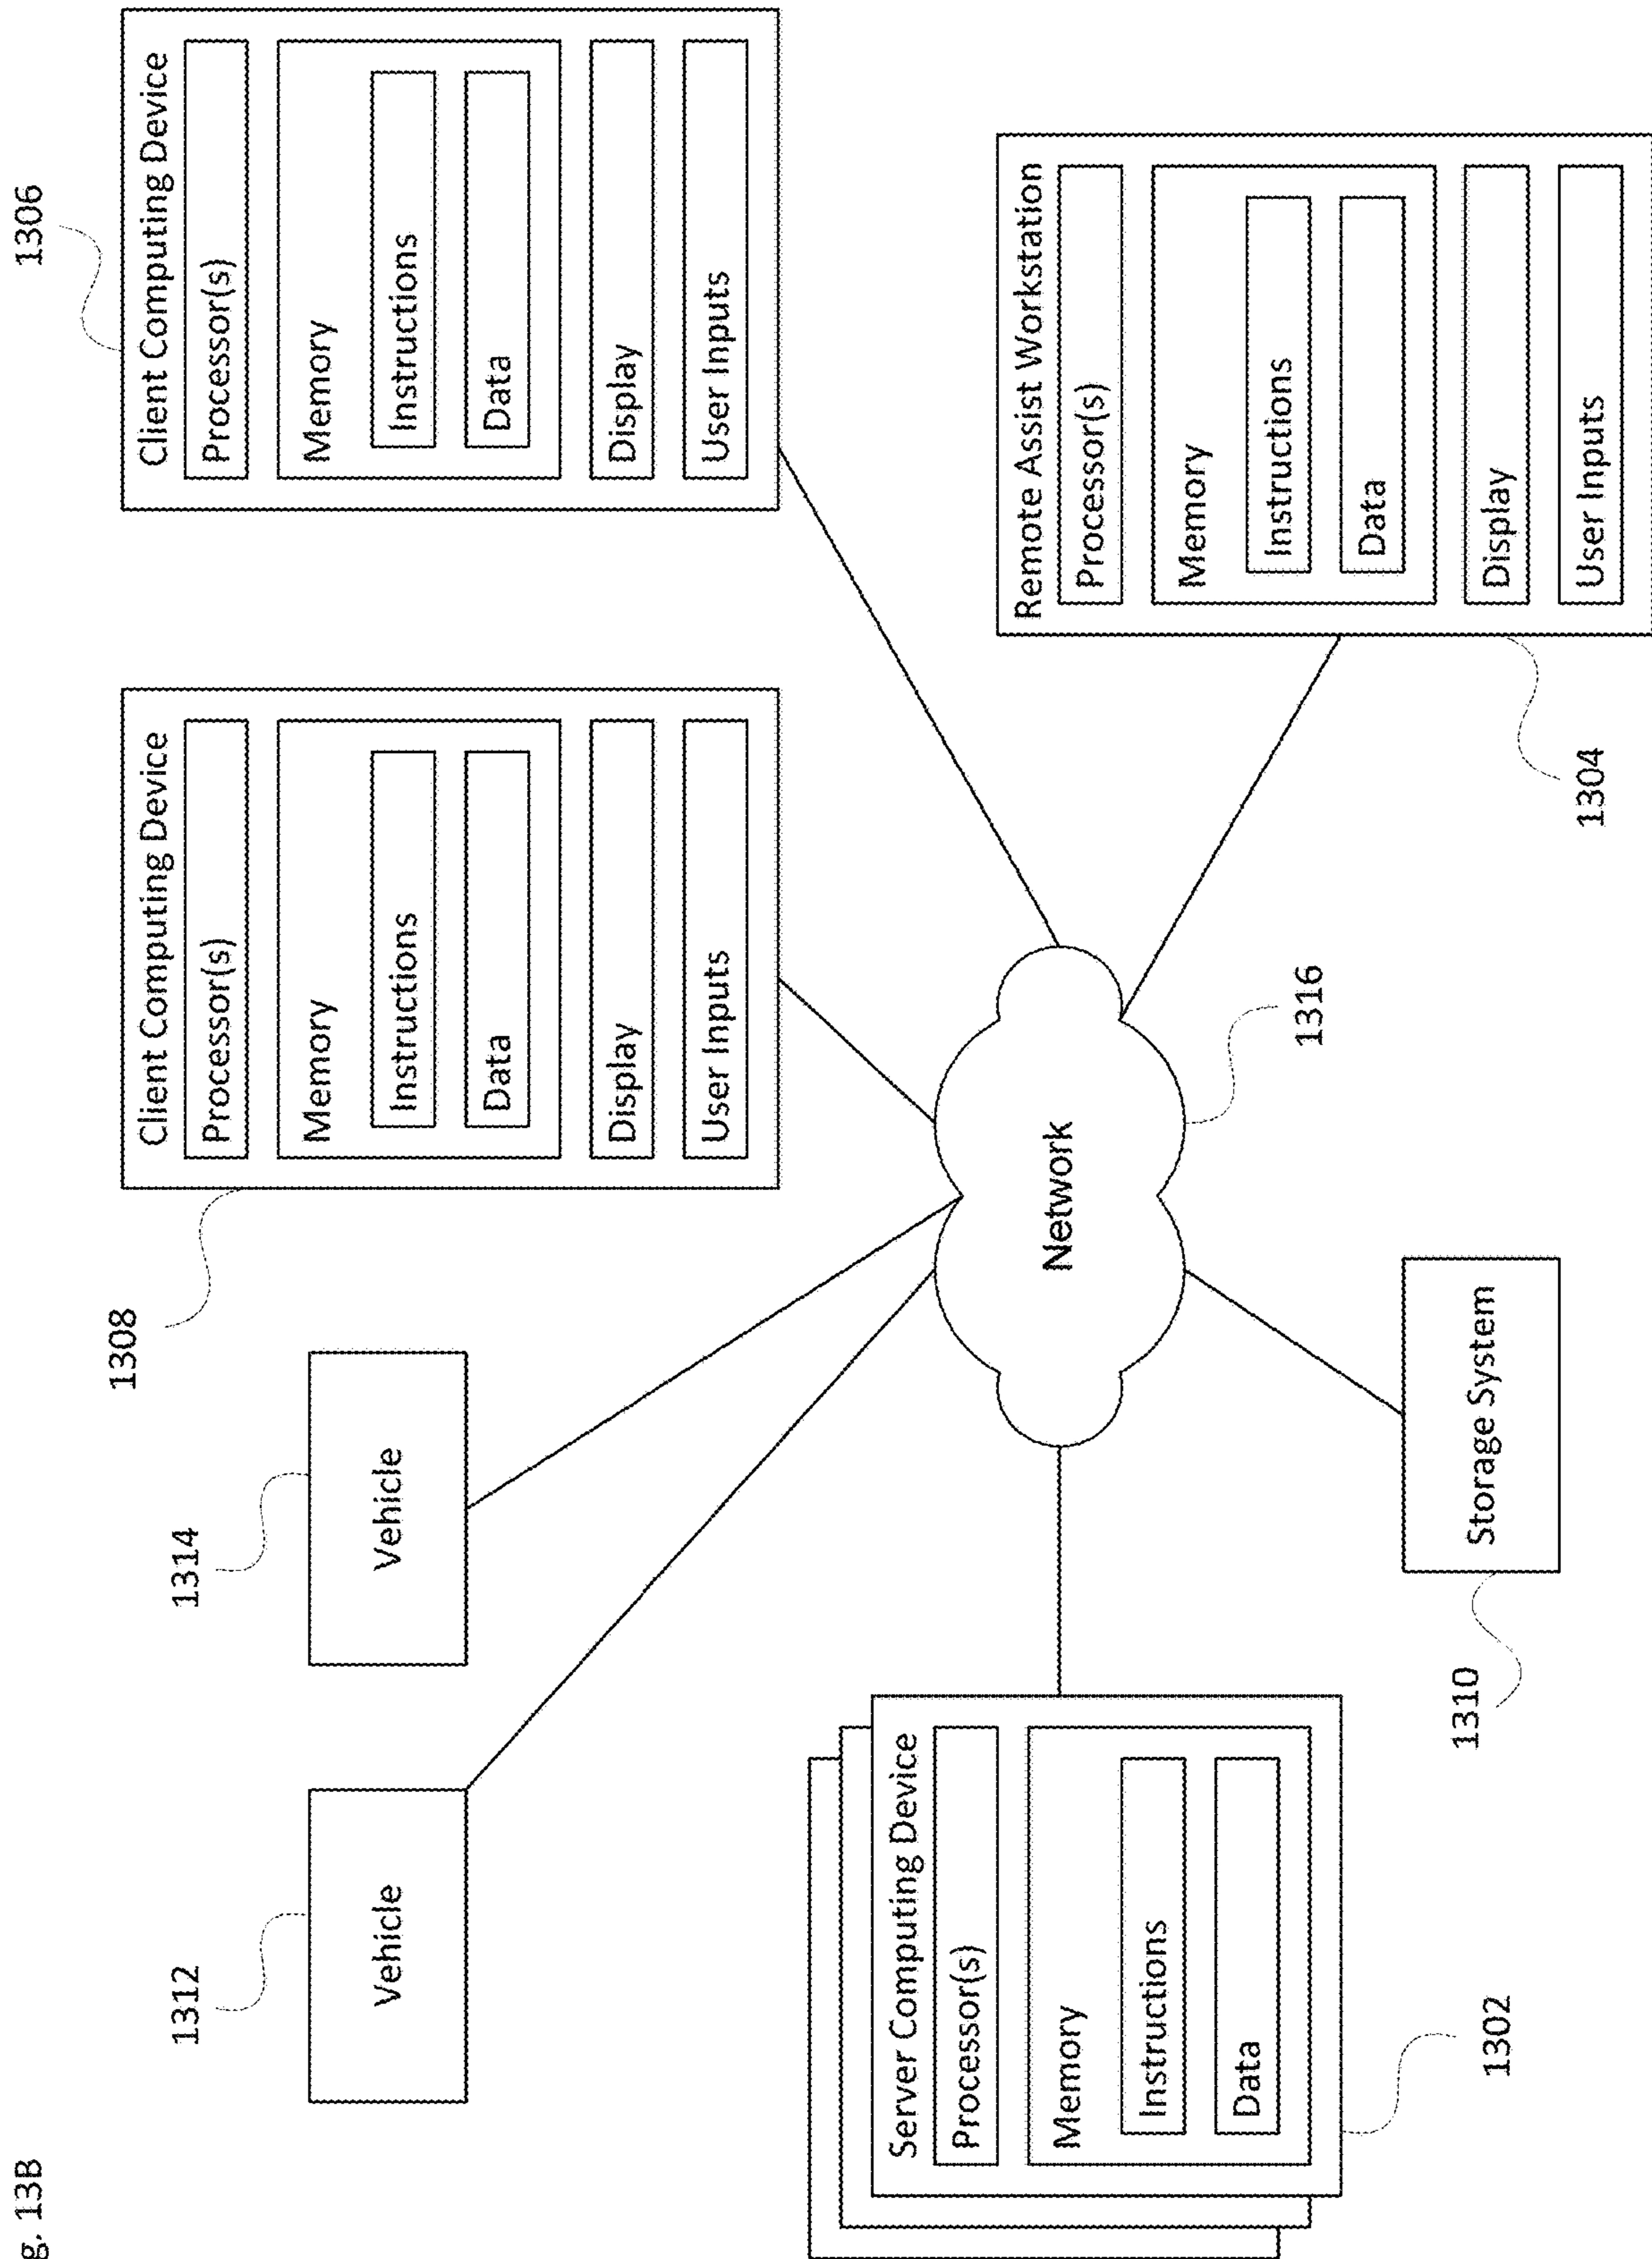 g. 13B
1312
Vehicle
1314
Vehicle
1308
Client Computing Device
Processor(s)
Memory
Instructions
Data
Display
User Inputs
1306
Client Computing Device
Processor(s)
Memory
Instructions
Data
Display
User Inputs
Server Computing Device
Processor(s)
Memory
Instructions
Data
1302
Network
1316
Storage System
1310
Remote Assist Workstation
Processor(s)
Memory
Instructions
Data
Display
User Inputs
1304